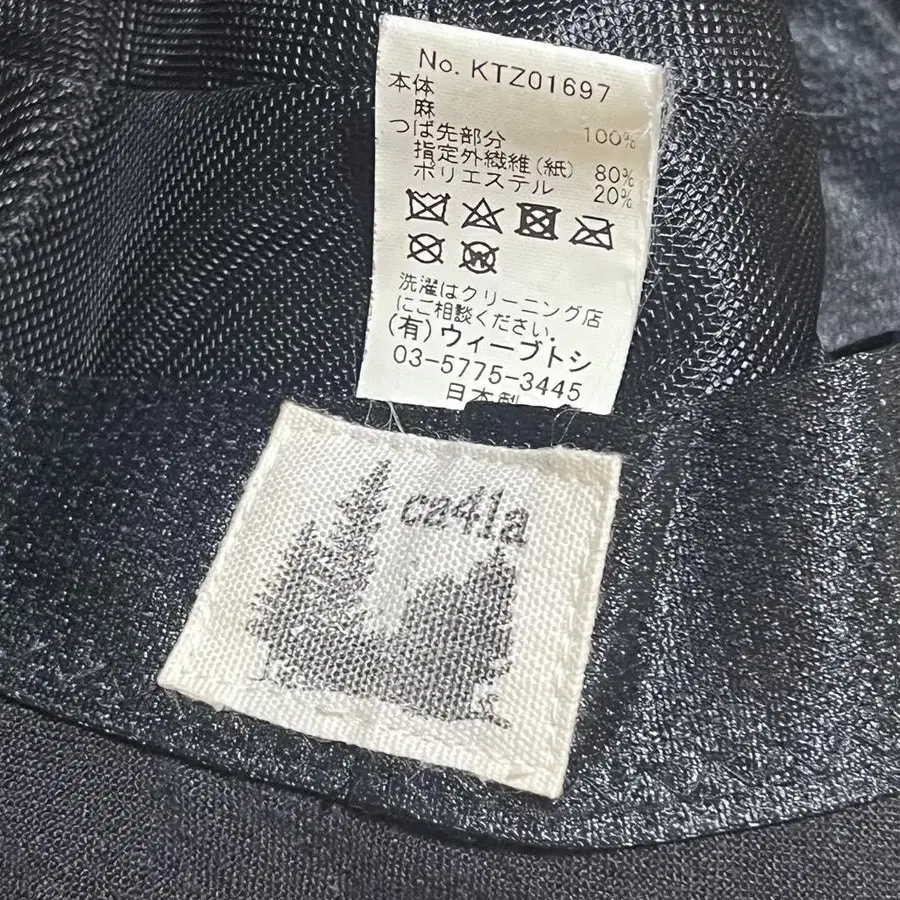 No. KTZ01697
本体
麻 100%
つば先部分
指定外繊維(紙) 80%
ポリエステル 20%
洗濯はクリーニング店
にご相談ください.
(有)ウィーブトシ
03-5775-3445
日本製
ca4la